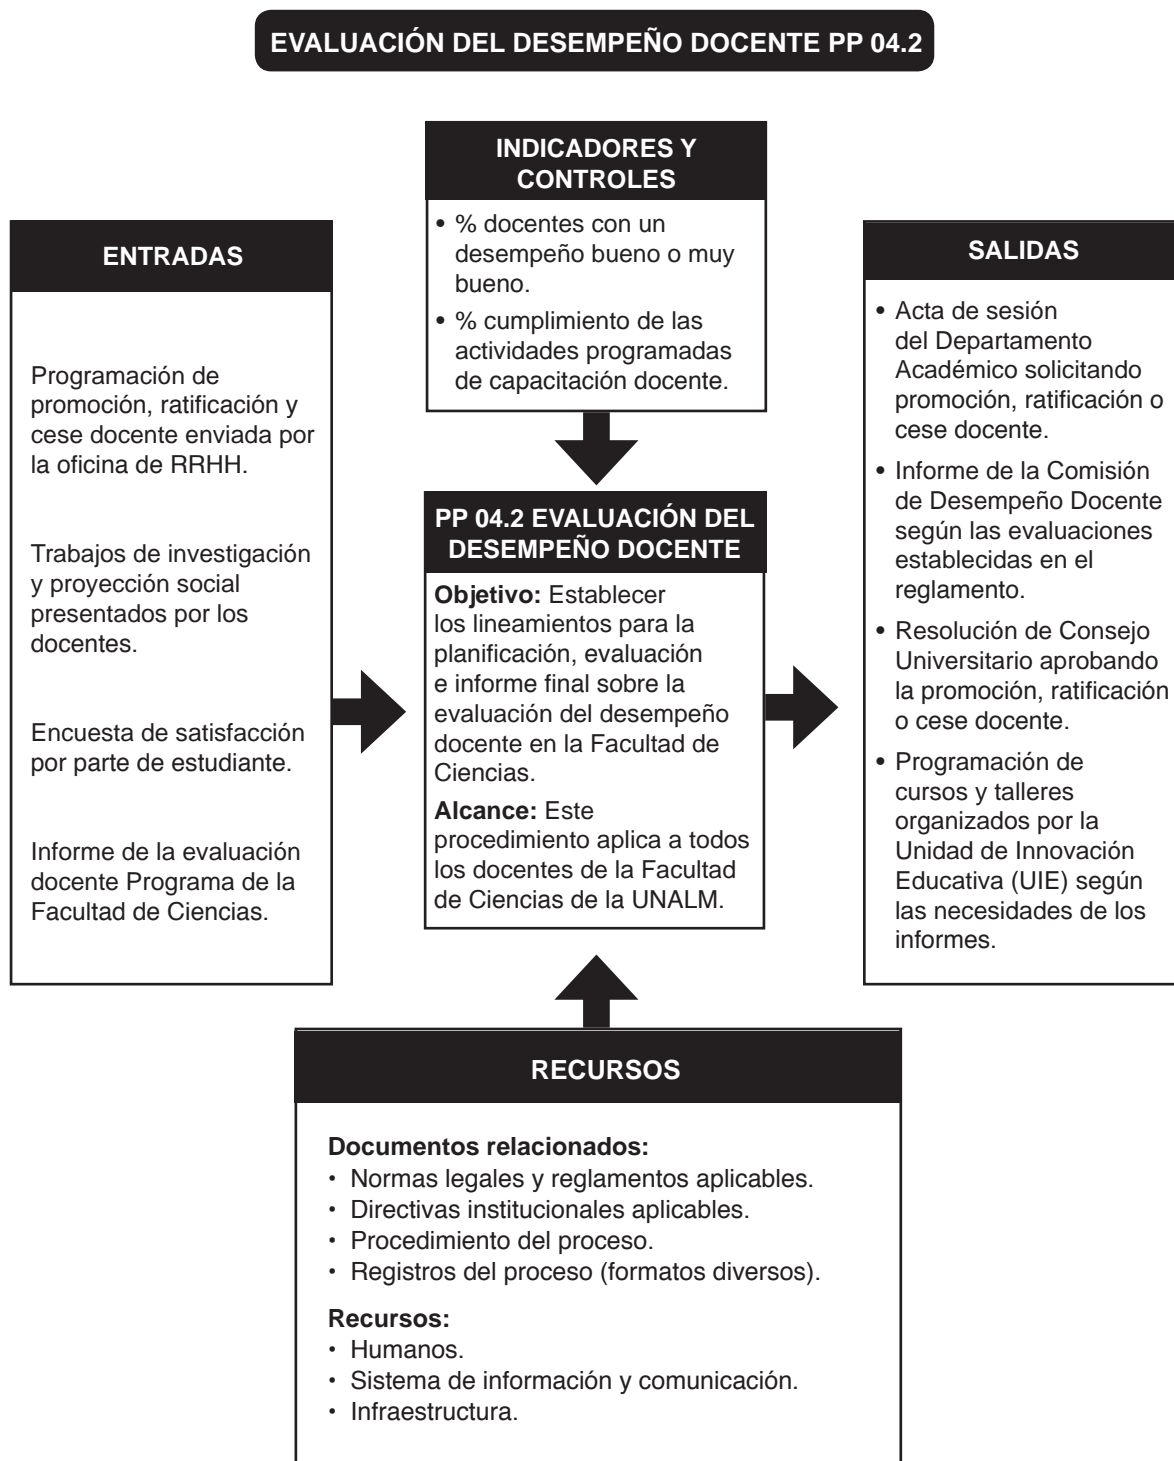 EVALUACIÓN DEL DESEMPEÑO DOCENTE PP 04.2
INDICADORES Y
CONTROLES
• % docentes con un
desempeño bueno o muy
bueno.
• % cumplimiento de las
actividades programadas
de capacitación docente.
ENTRADAS
Programación de
promoción, ratificación y
cese docente enviada por
la oficina de RRHH.
Trabajos de investigación
y proyección social
presentados por los
docentes.
Encuesta de satisfacción
por parte de estudiante.
Informe de la evaluación
docente Programa de la
Facultad de Ciencias.
PP 04.2 EVALUACIÓN DEL
DESEMPEÑO DOCENTE
Objetivo: Establecer
los lineamientos para la
planificación, evaluación
e informe final sobre la
evaluación del desempeño
docente en la Facultad de
Ciencias.
Alcance: Este
procedimiento aplica a todos
los docentes de la Facultad
de Ciencias de la UNALM.
SALIDAS
• Acta de sesión
del Departamento
Académico solicitando
promoción, ratificación o
cese docente.
• Informe de la Comisión
de Desempeño Docente
según las evaluaciones
establecidas en el
reglamento.
• Resolución de Consejo
Universitario aprobando
la promoción, ratificación
o cese docente.
• Programación de
cursos y talleres
organizados por la
Unidad de Innovación
Educativa (UIE) según
las necesidades de los
informes.
RECURSOS
Documentos relacionados:
• Normas legales y reglamentos aplicables.
• Directivas institucionales aplicables.
• Procedimiento del proceso.
• Registros del proceso (formatos diversos).
Recursos:
• Humanos.
• Sistema de información y comunicación.
• Infraestructura.